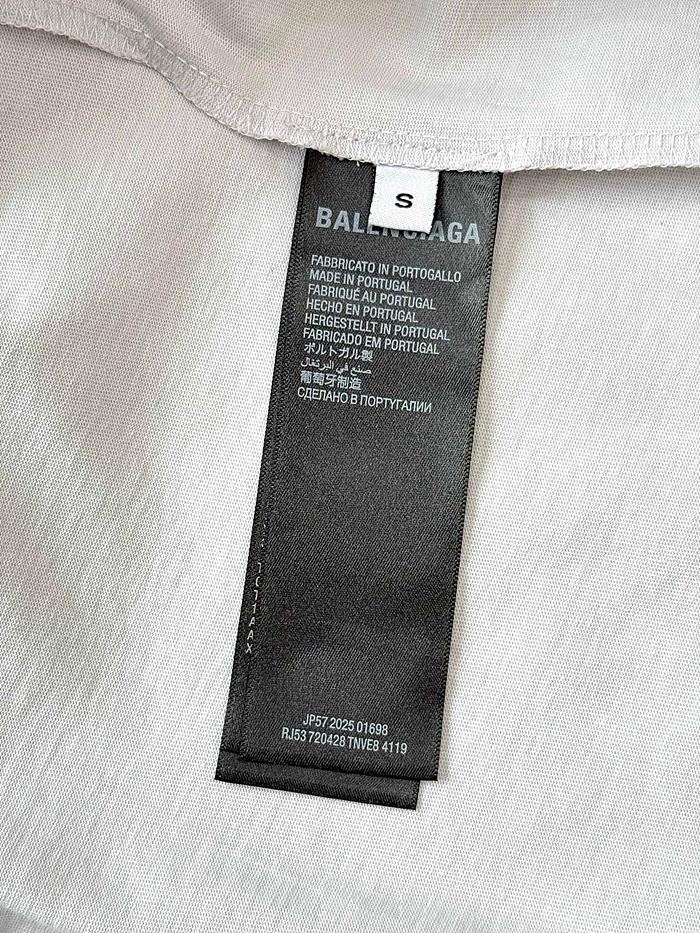 S
BALENCIAGA
FABBRICATO IN PORTOGALLO
MADE IN PORTUGAL
FABRIQUÉ AU PORTUGAL
HECHO EN PORTUGAL
HERGESTELLT IN PORTUGAL
FABRICADO EM PORTUGAL
ポルトガル製
صنع في البرتغال
葡萄牙制造
СДЕЛАНО В ПОРТУГАЛИИ
JP57 2025 01698
RJ53 720428 TNVE8 4119